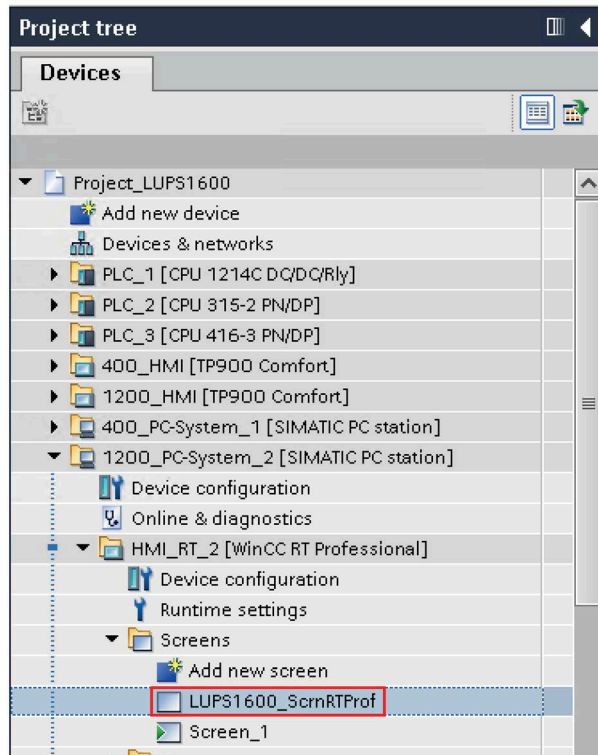 Project tree
Devices
Project_LUPS1600
Add new device
Devices & networks
PLC_1 [CPU 1214C DC/DC/Rly]
PLC_2 [CPU 315-2 PN/DP]
PLC_3 [CPU 416-3 PN/DP]
400_HMI [TP900 Comfort]
1200_HMI [TP900 Comfort]
400_PC-System_1 [SIMATIC PC station]
1200_PC-System_2 [SIMATIC PC station]
Device configuration
Online & diagnostics
HMI_RT_2 [WinCC RT Professional]
Device configuration
Runtime settings
Screens
Add new screen
LUPS1600_ScrnRTProf
Screen_1